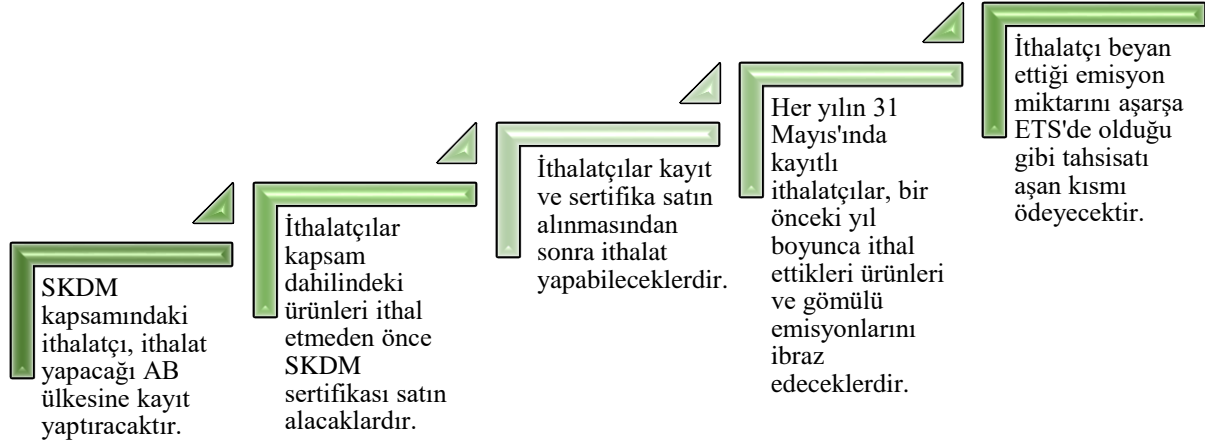 SKDM
kapsamındaki
ithalatçı, ithalat
yapacağı AB
ülkesine kayıt
yaptıracaktır.
İthalatçılar
kapsam
dahilindeki
ürünleri ithal
etmeden önce
SKDM
sertifikası satın
alacaklardır.
İthalatçılar kayıt
ve sertifika satın
alınmasından
sonra ithalat
yapabileceklerdir.
Her yılın 31
Mayıs'ında
kayıtlı
ithalatçılar, bir
önceki yıl
boyunca ithal
ettikleri ürünleri
ve gömülü
emisyonlarını
ibraz
edeceklerdir.
İthalatçı beyan
ettiği emisyon
miktarını aşarsa
ETS'de olduğu
gibi tahsisatı
aşan kısmı
ödeyecektir.